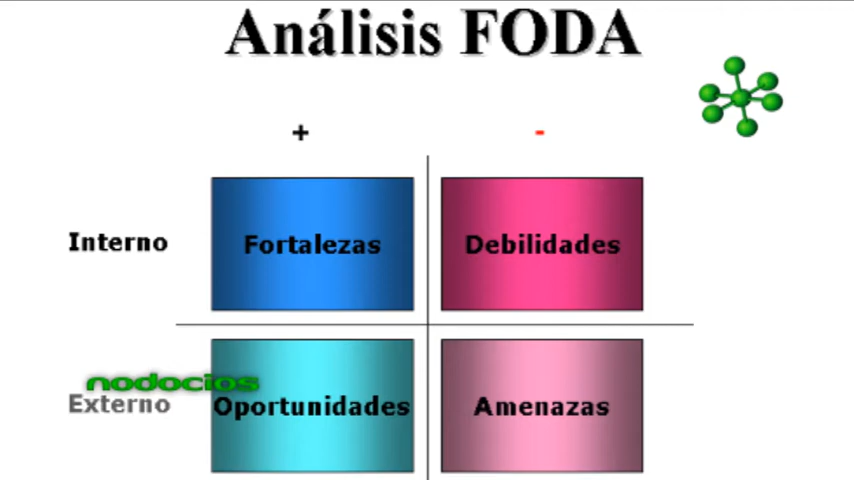 Análisis FODA
+ -
Interno Fortalezas Debilidades
nodocios
Externo Oportunidades Amenazas